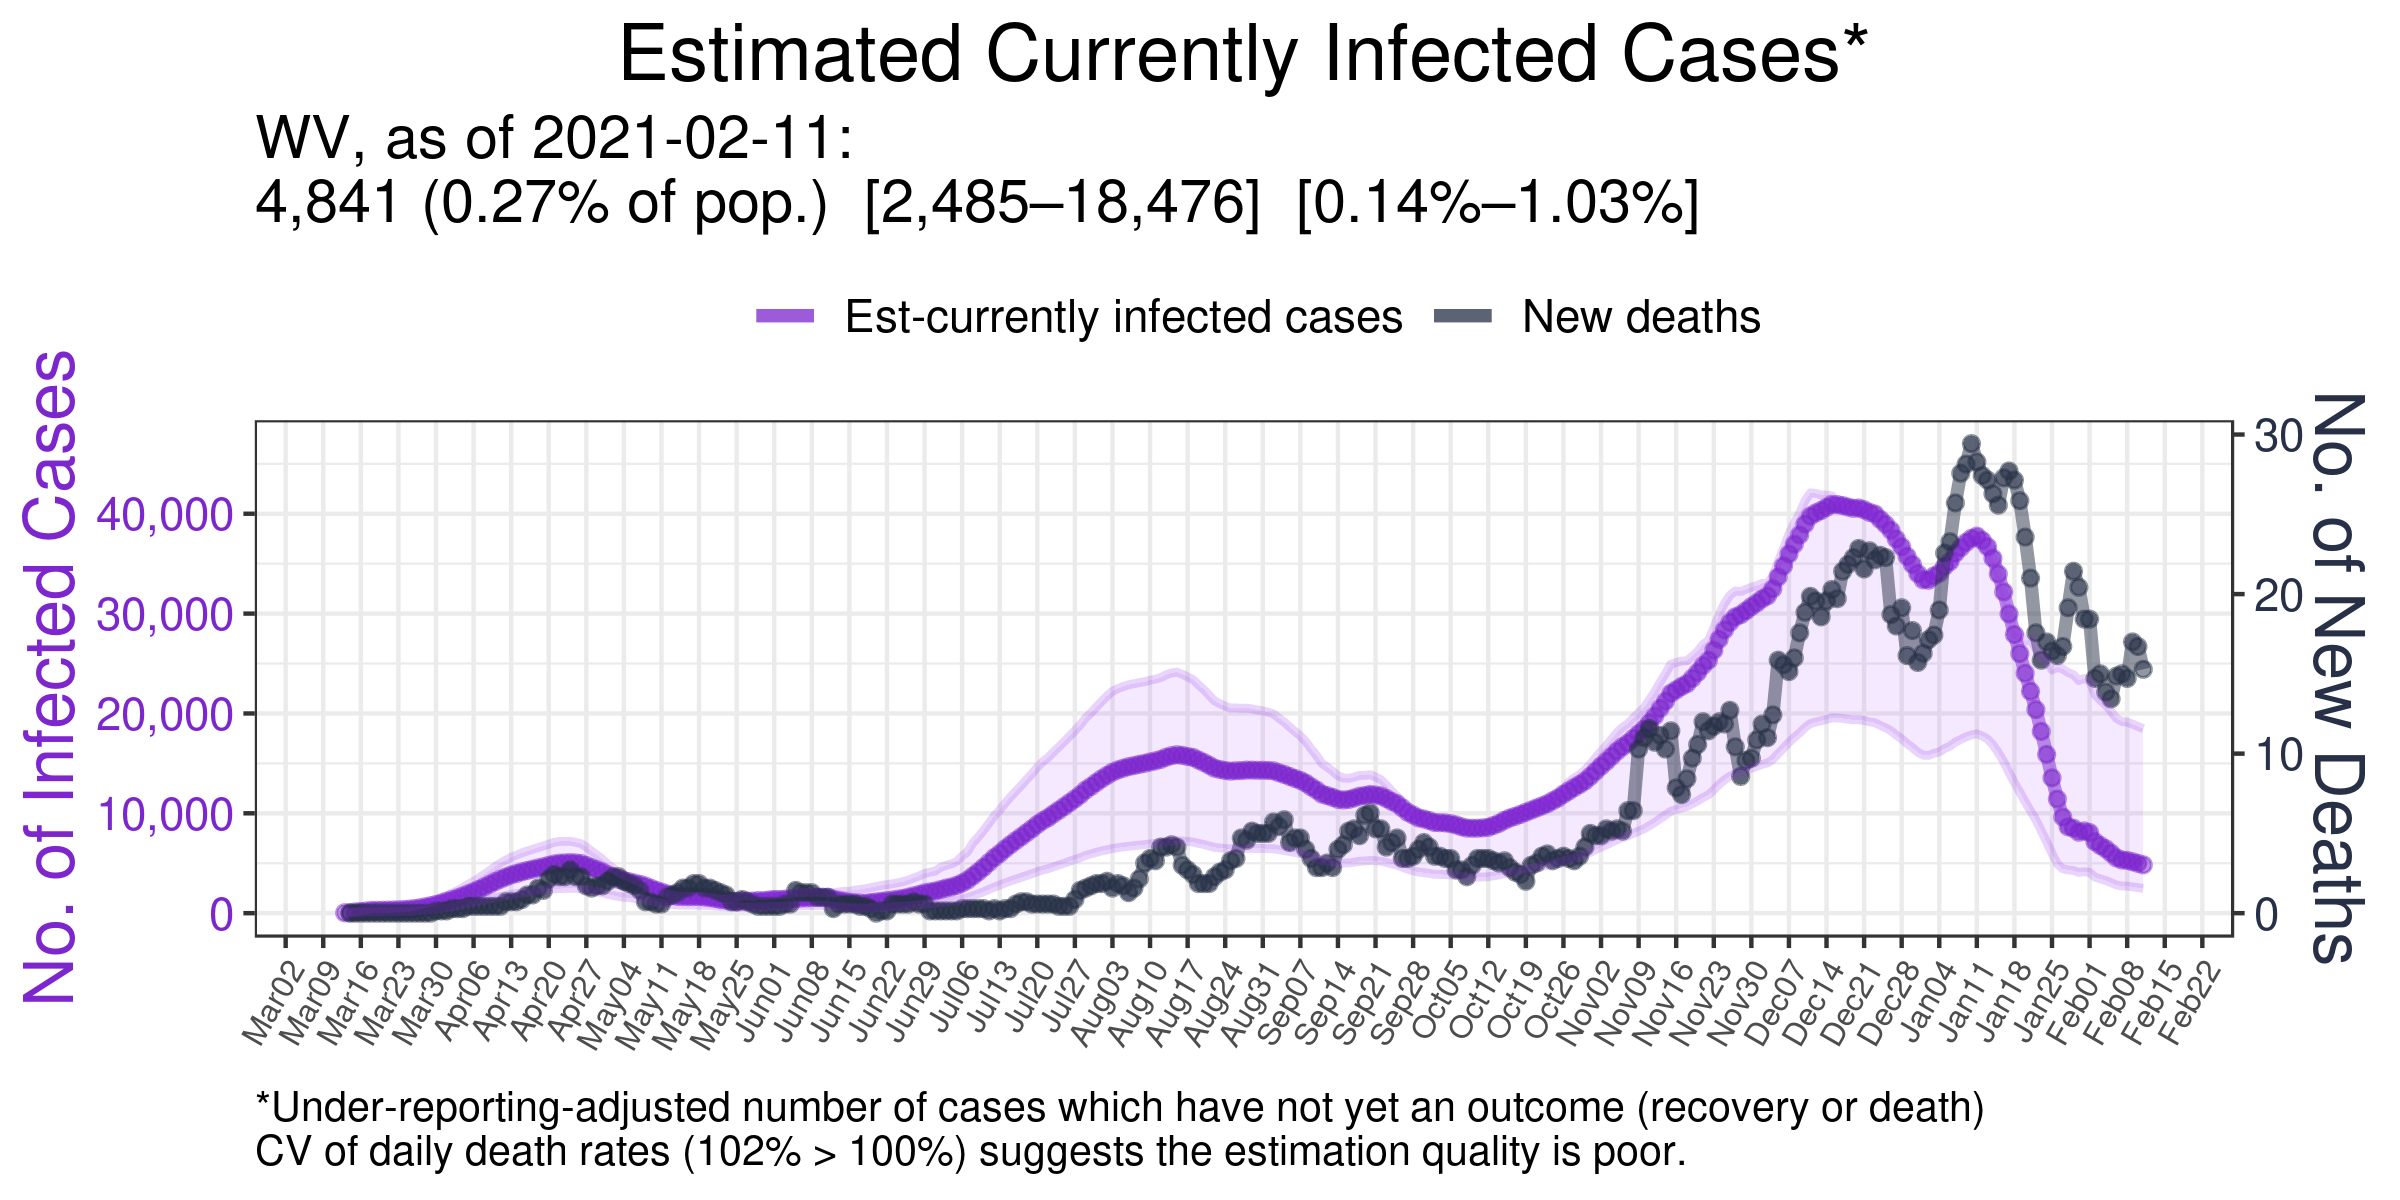 Estimated Currently Infected Cases*
WV, as of 2021-02-11:
4,841 (0.27% of pop.)  [2,485–18,476]  [0.14%–1.03%]
Est-currently infected cases
New deaths
No. of Infected Cases
40,000
30,000
20,000
10,000
0
30
20
10
0
No. of New Deaths
Mar02
Mar09
Mar16
Mar23
Mar30
Apr06
Apr13
Apr20
Apr27
May04
May11
May18
May25
Jun01
Jun08
Jun15
Jun22
Jun29
Jul06
Jul13
Jul20
Jul27
Aug03
Aug10
Aug17
Aug24
Aug31
Sep07
Sep14
Sep21
Sep28
Oct05
Oct12
Oct19
Oct26
Nov02
Nov09
Nov16
Nov23
Nov30
Dec07
Dec14
Dec21
Dec28
Jan04
Jan11
Jan18
Jan25
Feb01
Feb08
Feb15
Feb22
*Under-reporting-adjusted number of cases which have not yet an outcome (recovery or death)
CV of daily death rates (102% > 100%) suggests the estimation quality is poor.